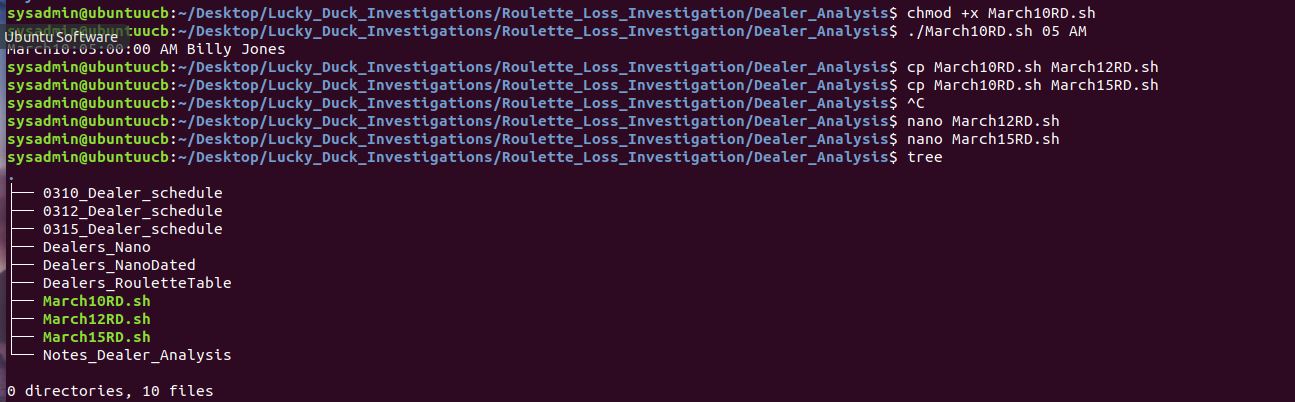 sysadmin@ubuntuucb:~/Desktop/Lucky_Duck_Investigations/Roulette_Loss_Investigation/Dealer_Analysis$ chmod +x March10RD.sh
sysadmin@ubuntuucb:~/Desktop/Lucky_Duck_Investigations/Roulette_Loss_Investigation/Dealer_Analysis$ ./March10RD.sh 05 AM
Ubuntu Software
March10:05:00:00 AM Billy Jones
sysadmin@ubuntuucb:~/Desktop/Lucky_Duck_Investigations/Roulette_Loss_Investigation/Dealer_Analysis$ cp March10RD.sh March12RD.sh
sysadmin@ubuntuucb:~/Desktop/Lucky_Duck_Investigations/Roulette_Loss_Investigation/Dealer_Analysis$ cp March10RD.sh March15RD.sh
sysadmin@ubuntuucb:~/Desktop/Lucky_Duck_Investigations/Roulette_Loss_Investigation/Dealer_Analysis$ ^C
sysadmin@ubuntuucb:~/Desktop/Lucky_Duck_Investigations/Roulette_Loss_Investigation/Dealer_Analysis$ nano March12RD.sh
sysadmin@ubuntuucb:~/Desktop/Lucky_Duck_Investigations/Roulette_Loss_Investigation/Dealer_Analysis$ nano March15RD.sh
sysadmin@ubuntuucb:~/Desktop/Lucky_Duck_Investigations/Roulette_Loss_Investigation/Dealer_Analysis$ tree
.
├── 0310_Dealer_schedule
├── 0312_Dealer_schedule
├── 0315_Dealer_schedule
├── Dealers_Nano
├── Dealers_NanoDated
├── Dealers_RouletteTable
├── March10RD.sh
├── March12RD.sh
├── March15RD.sh
└── Notes_Dealer_Analysis
0 directories, 10 files